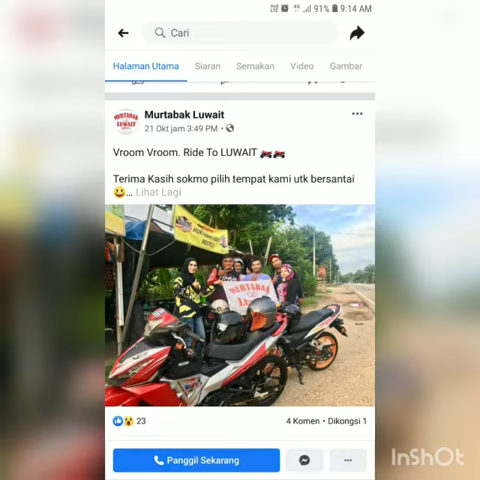 91% 9:14 AM
Cari
Halaman Utama Siaran Semakan Video Gambar
MURTABAK LUWAIT
Murtabak Luwait
21 Okt jam 3:49 PM
Vroom Vroom. Ride To LUWAIT 🏍️🏍️
Terima Kasih sokmo pilih tempat kami utk bersantai
😃... Lihat Lagi
MURTABAK
LUWAIT
23
4 Komen • Dikongsi 1
Panggil Sekarang
InShOt